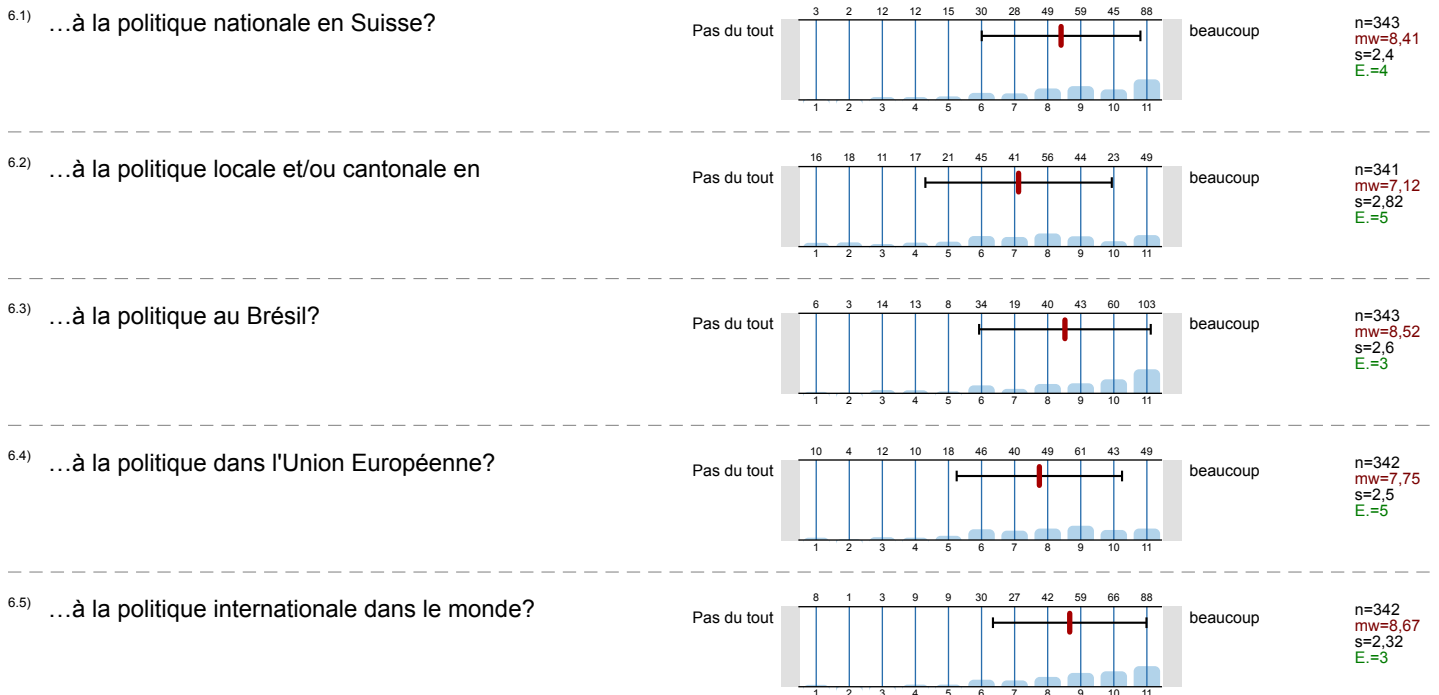 6.1) …à la politique nationale en Suisse?
3 2 12 12 15 30 28 49 59 45 88
Pas du tout beaucoup
1 2 3 4 5 6 7 8 9 10 11
n=343
mw=8,41
s=2,4
E.=4
6.2) …à la politique locale et/ou cantonale en
16 18 11 17 21 45 41 56 44 23 49
Pas du tout beaucoup
1 2 3 4 5 6 7 8 9 10 11
n=341
mw=7,12
s=2,82
E.=5
6.3) …à la politique au Brésil?
6 3 14 13 8 34 19 40 43 60 103
Pas du tout beaucoup
1 2 3 4 5 6 7 8 9 10 11
n=343
mw=8,52
s=2,6
E.=3
6.4) …à la politique dans l'Union Européenne?
10 4 12 10 18 46 40 49 61 43 49
Pas du tout beaucoup
1 2 3 4 5 6 7 8 9 10 11
n=342
mw=7,75
s=2,5
E.=5
6.5) …à la politique internationale dans le monde?
8 1 3 9 9 30 27 42 59 66 88
Pas du tout beaucoup
1 2 3 4 5 6 7 8 9 10 11
n=342
mw=8,67
s=2,32
E.=3